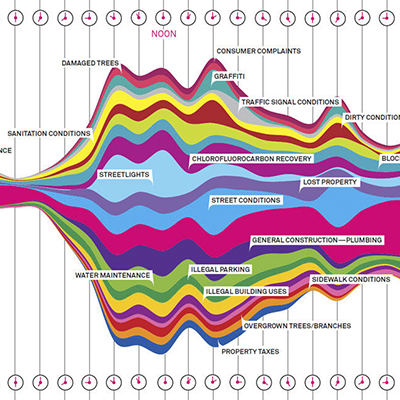 NOON
CONSUMER COMPLAINTS
DAMAGED TREES
GRAFFITI
TRAFFIC SIGNAL CONDITIONS
DIRTY CONDITION
SANITATION CONDITIONS
NCE
CHLOROFLUOROCARBON RECOVERY
BLOC
STREETLIGHTS
LOST PROPERTY
STREET CONDITIONS
GENERAL CONSTRUCTION—PLUMBING
ILLEGAL PARKING
WATER MAINTENANCE
SIDEWALK CONDITIONS
ILLEGAL BUILDING USES
OVERGROWN TREES/BRANCHES
PROPERTY TAXES